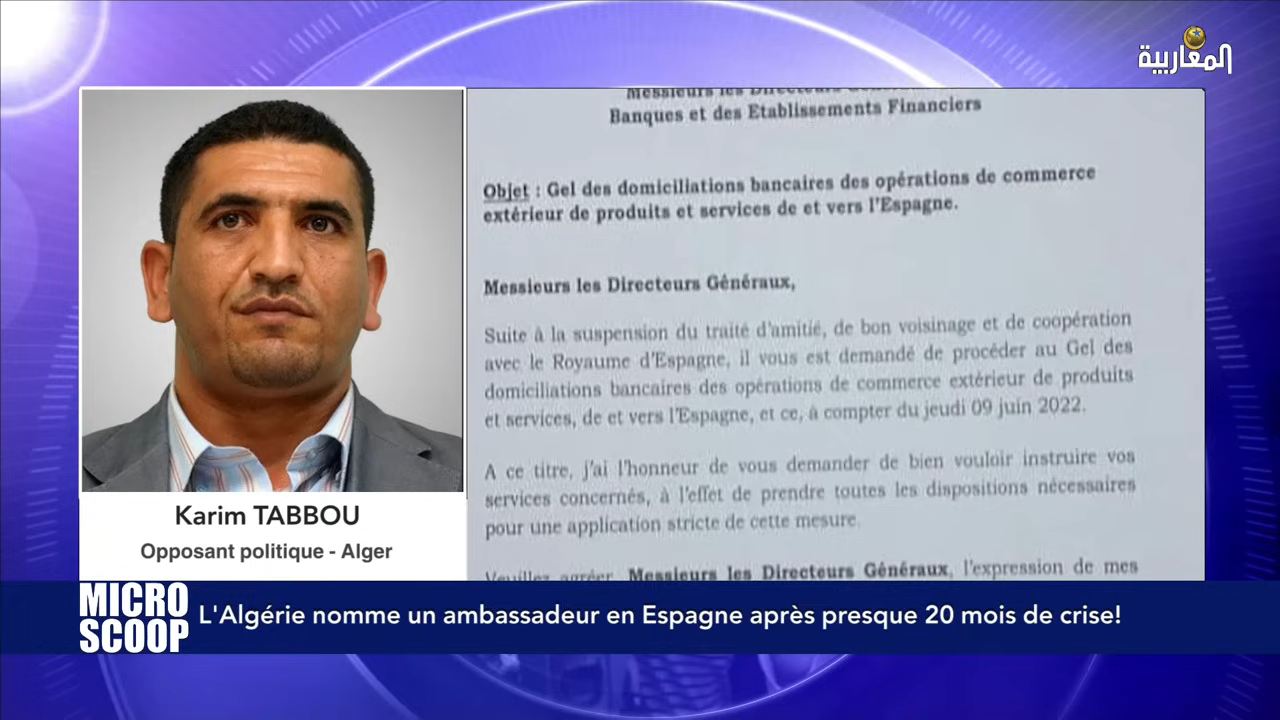 المغاربية
Messieurs les Directeurs
Banques et des Etablissements Financiers
Objet : Gel des domiciliations bancaires des opérations de commerce
extérieur de produits et services de et vers l'Espagne.
Messieurs les Directeurs Généraux,
Suite à la suspension du traité d'amitié, de bon voisinage et de coopération
avec le Royaume d'Espagne, il vous est demandé de procéder au Gel des
domiciliations bancaires des opérations de commerce extérieur de produits
et services, de et vers l'Espagne, et ce, à compter du jeudi 09 juin 2022.
A ce titre, j'ai l'honneur de vous demander de bien vouloir instruire vos
services concernés, à l'effet de prendre toutes les dispositions nécessaires
pour une application stricte de cette mesure.
Veuillez agréer, Messieurs les Directeurs Généraux, l'expression de mes
Karim TABBOU
Opposant politique - Alger
MICRO
SCOOP
L'Algérie nomme un ambassadeur en Espagne après presque 20 mois de crise!